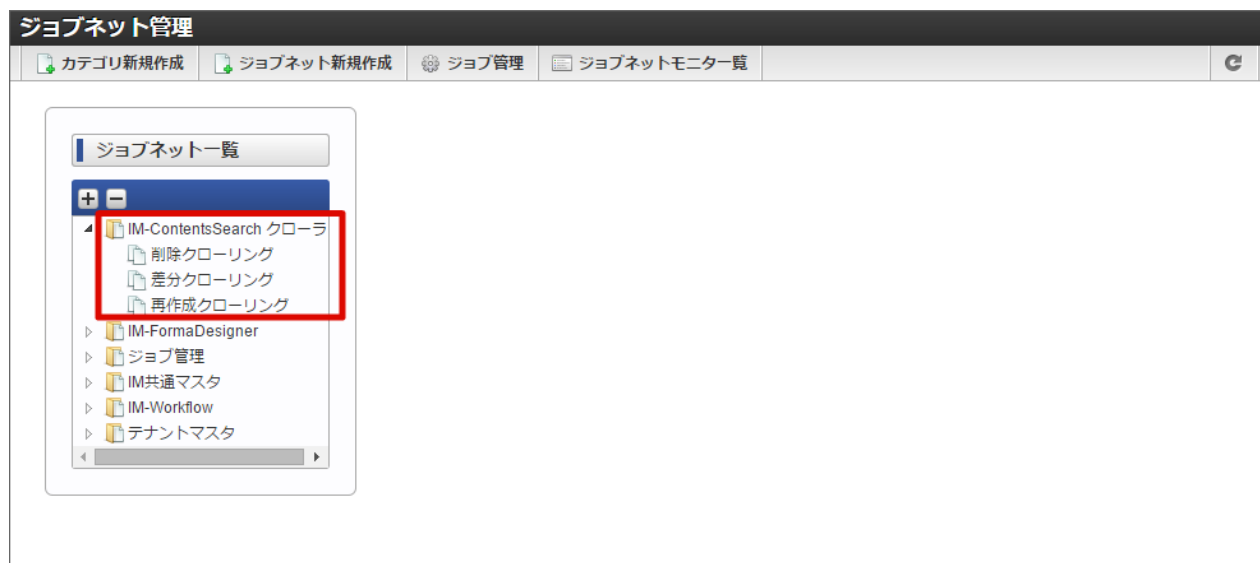 ジョブネット管理
カテゴリ新規作成 ジョブネット新規作成 ジョブ管理 ジョブネットモニタ一覧
ジョブネット一覧
IM-ContentsSearch クローラ
削除クローリング
差分クローリング
再作成クローリング
IM-FormaDesigner
ジョブ管理
IM共通マスタ
IM-Workflow
テナントマスタ